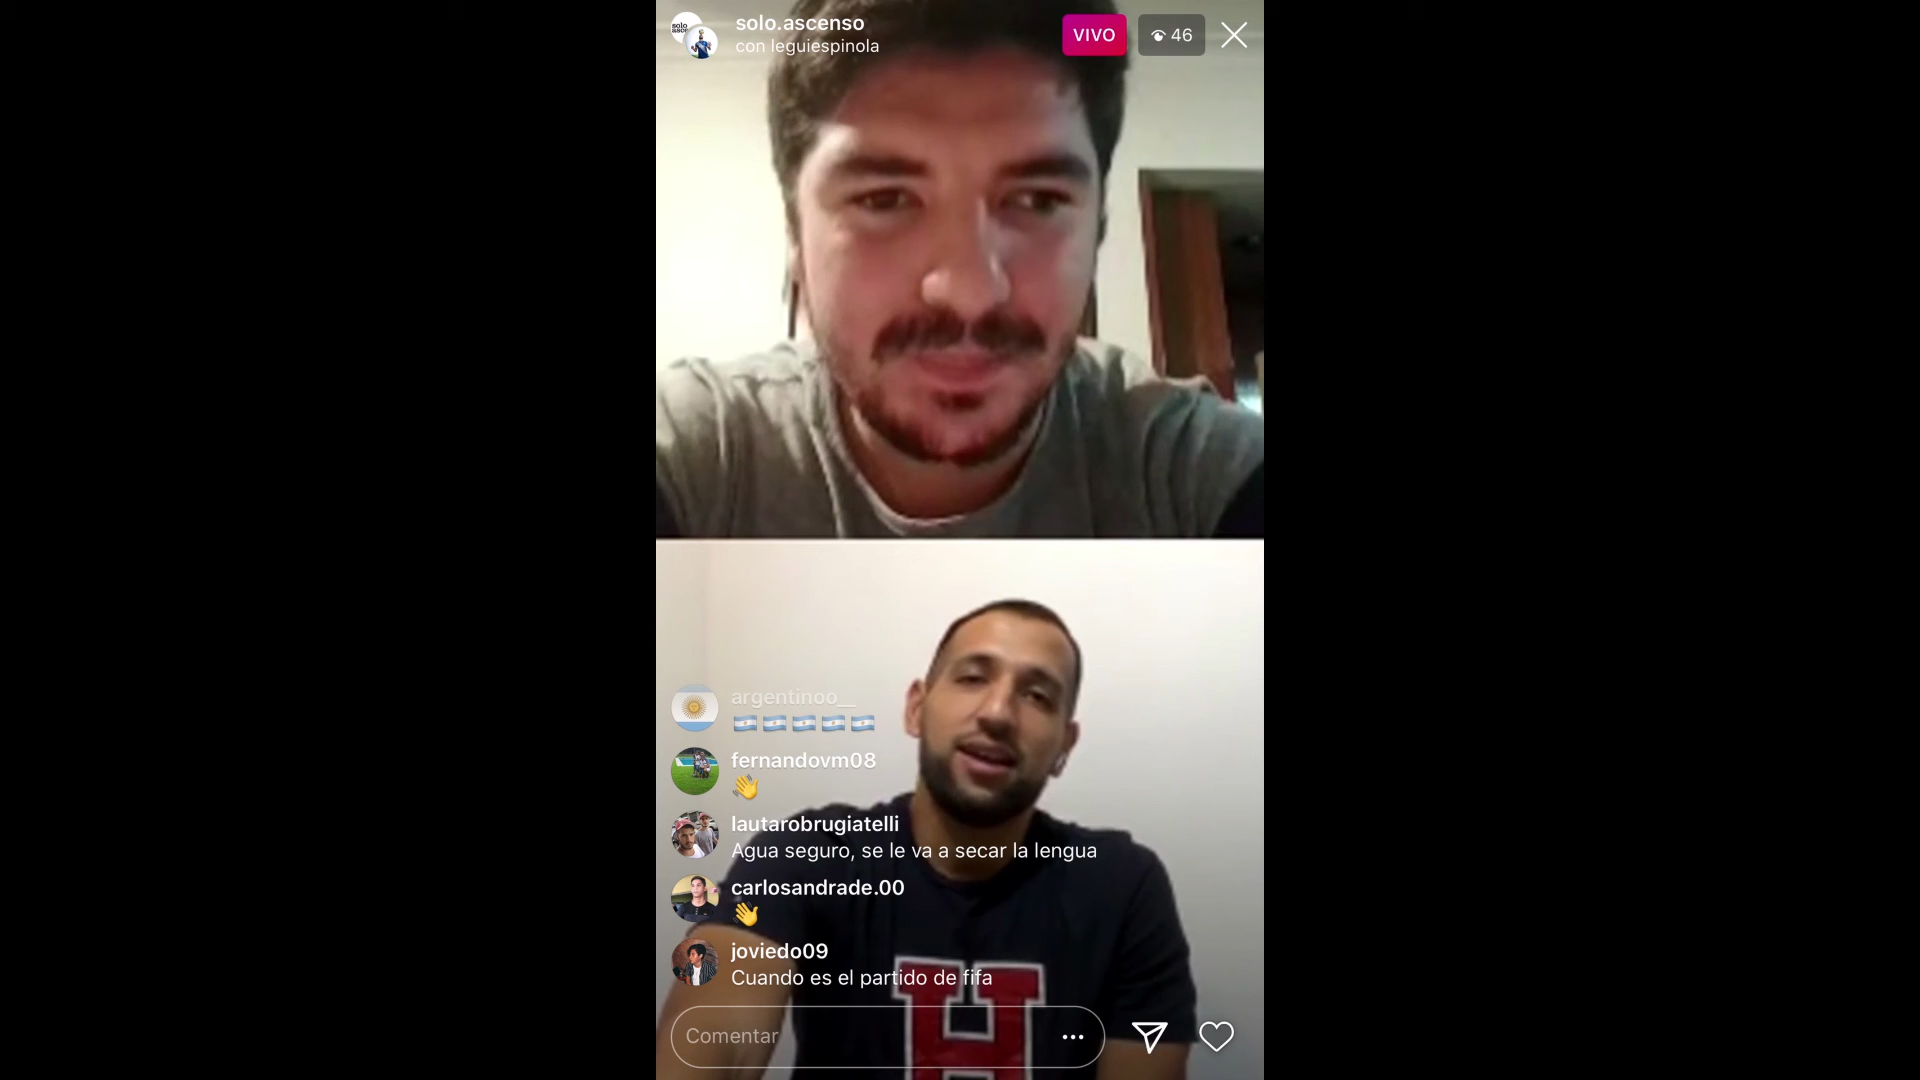 solo.ascenso
con leguiespinola
VIVO
46
argentinoo__
fernandovm08
lautarobrugiatelli
Agua seguro, se le va a secar la lengua
carlosandrade.00
joviedo09
Cuando es el partido de fifa
H
Comentar